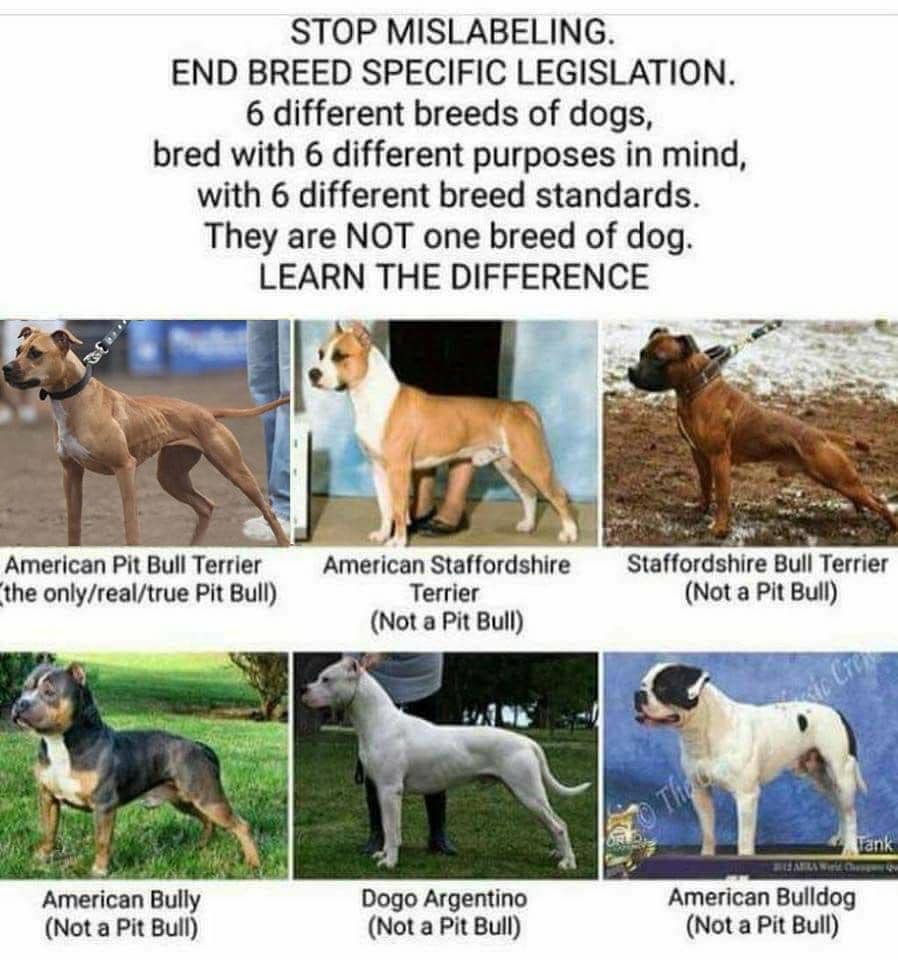 STOP MISLABELING.
END BREED SPECIFIC LEGISLATION.
6 different breeds of dogs,
bred with 6 different purposes in mind,
with 6 different breed standards.
They are NOT one breed of dog.
LEARN THE DIFFERENCE
American Pit Bull Terrier
(the only/real/true Pit Bull)
American Staffordshire
Terrier
(Not a Pit Bull)
Staffordshire Bull Terrier
(Not a Pit Bull)
American Bully
(Not a Pit Bull)
Dogo Argentino
(Not a Pit Bull)
© Th
Tank
American Bulldog
(Not a Pit Bull)